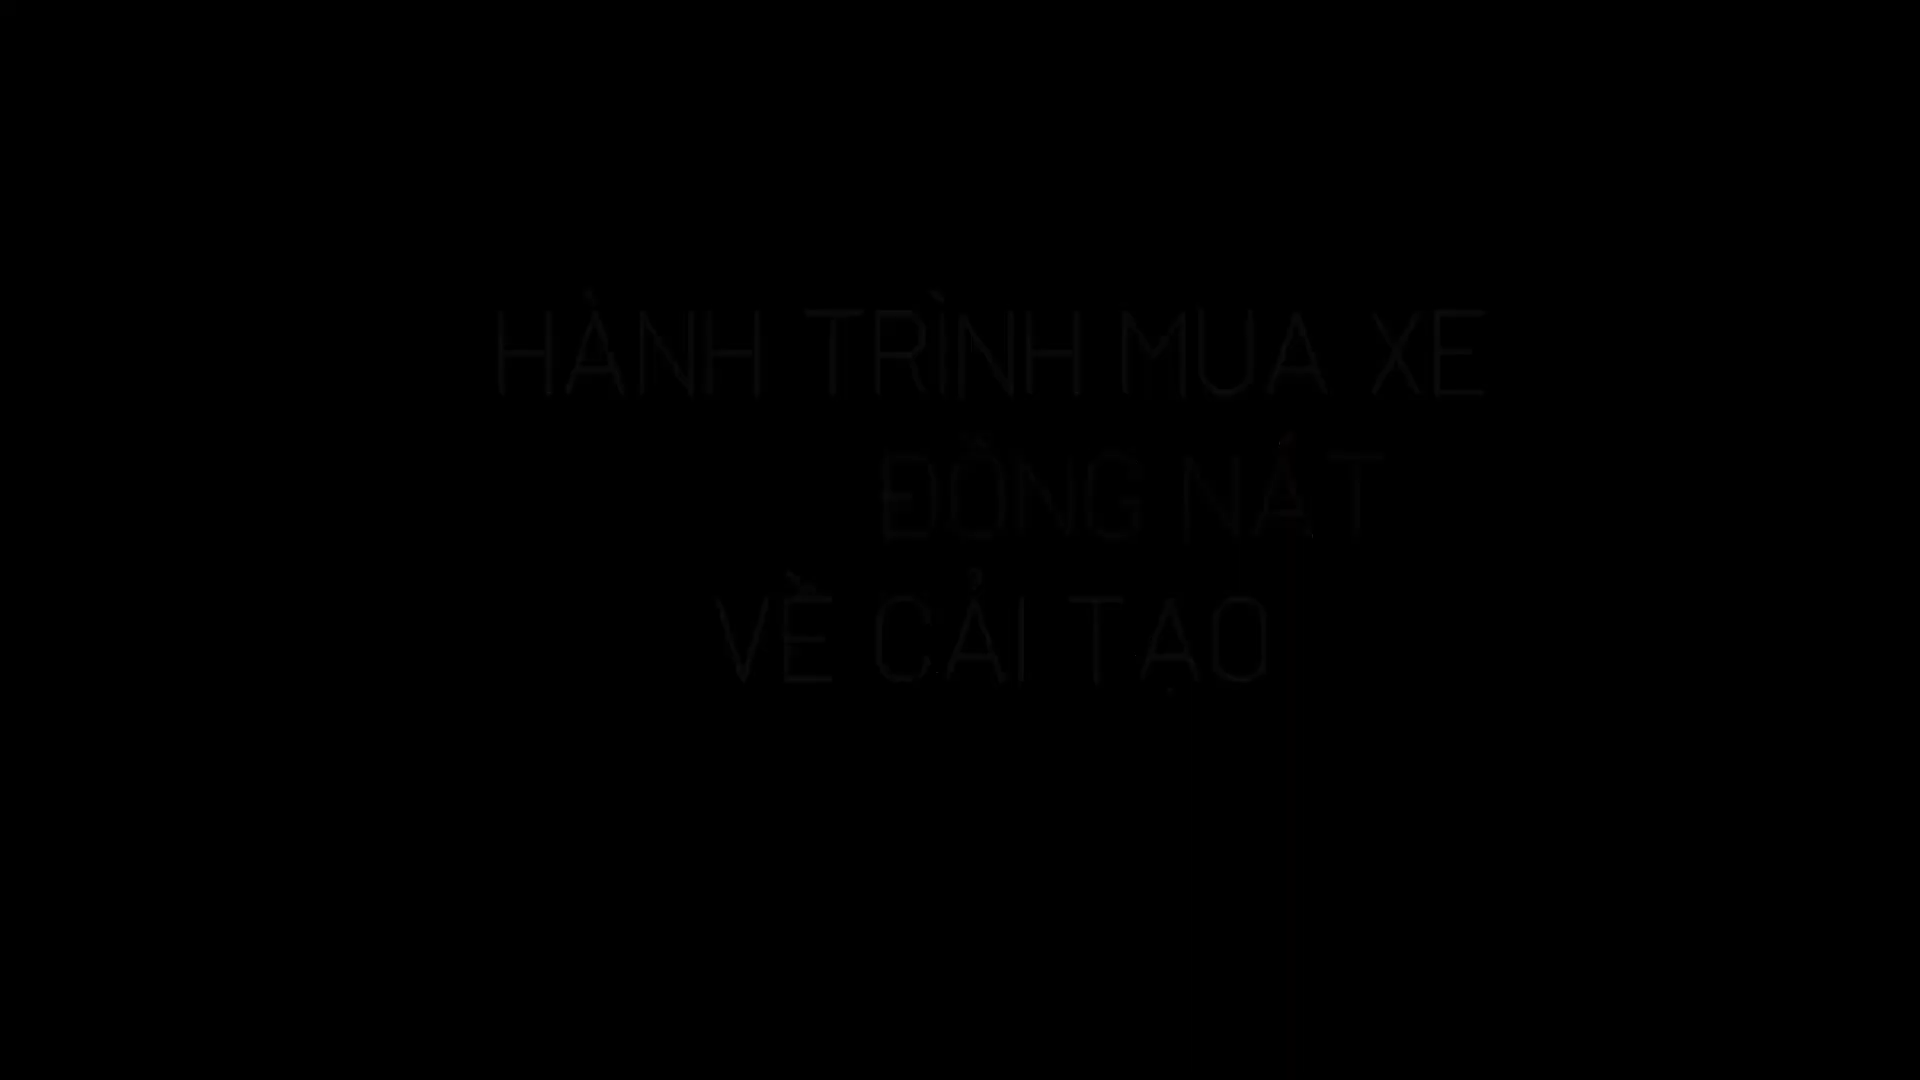 HÀNH TRÌNH MUA XE
ĐỒNG NÁT
VỀ CẢI TẠO